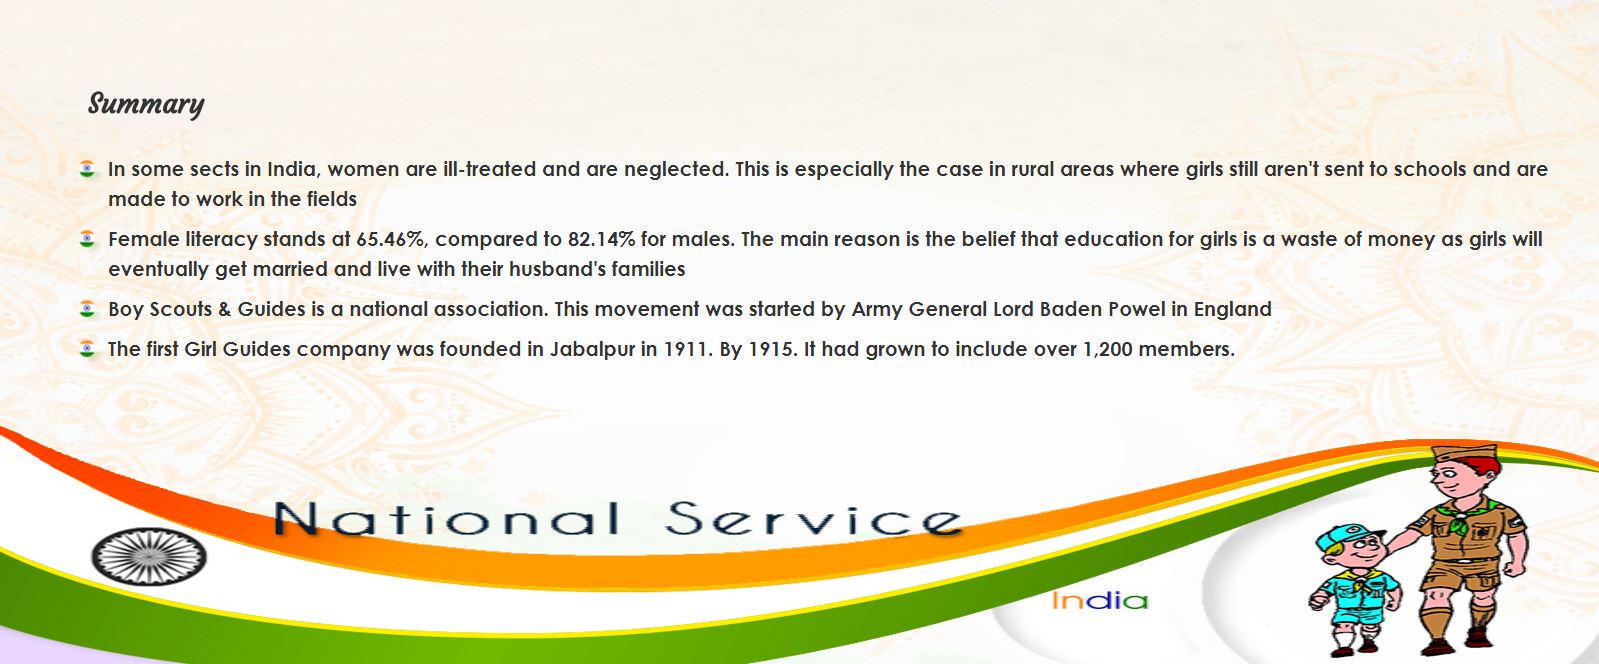 Summary
In some sects in India, women are ill-treated and are neglected. This is especially the case in rural areas where girls still aren't sent to schools and are
made to work in the fields
Female literacy stands at 65.46%, compared to 82.14% for males. The main reason is the belief that education for girls is a waste of money as girls will
eventually get married and live with their husband's families
Boy Scouts & Guides is a national association. This movement was started by Army General Lord Baden Powel in England
The first Girl Guides company was founded in Jabalpur in 1911. By 1915. It had grown to include over 1,200 members.
National Service
India